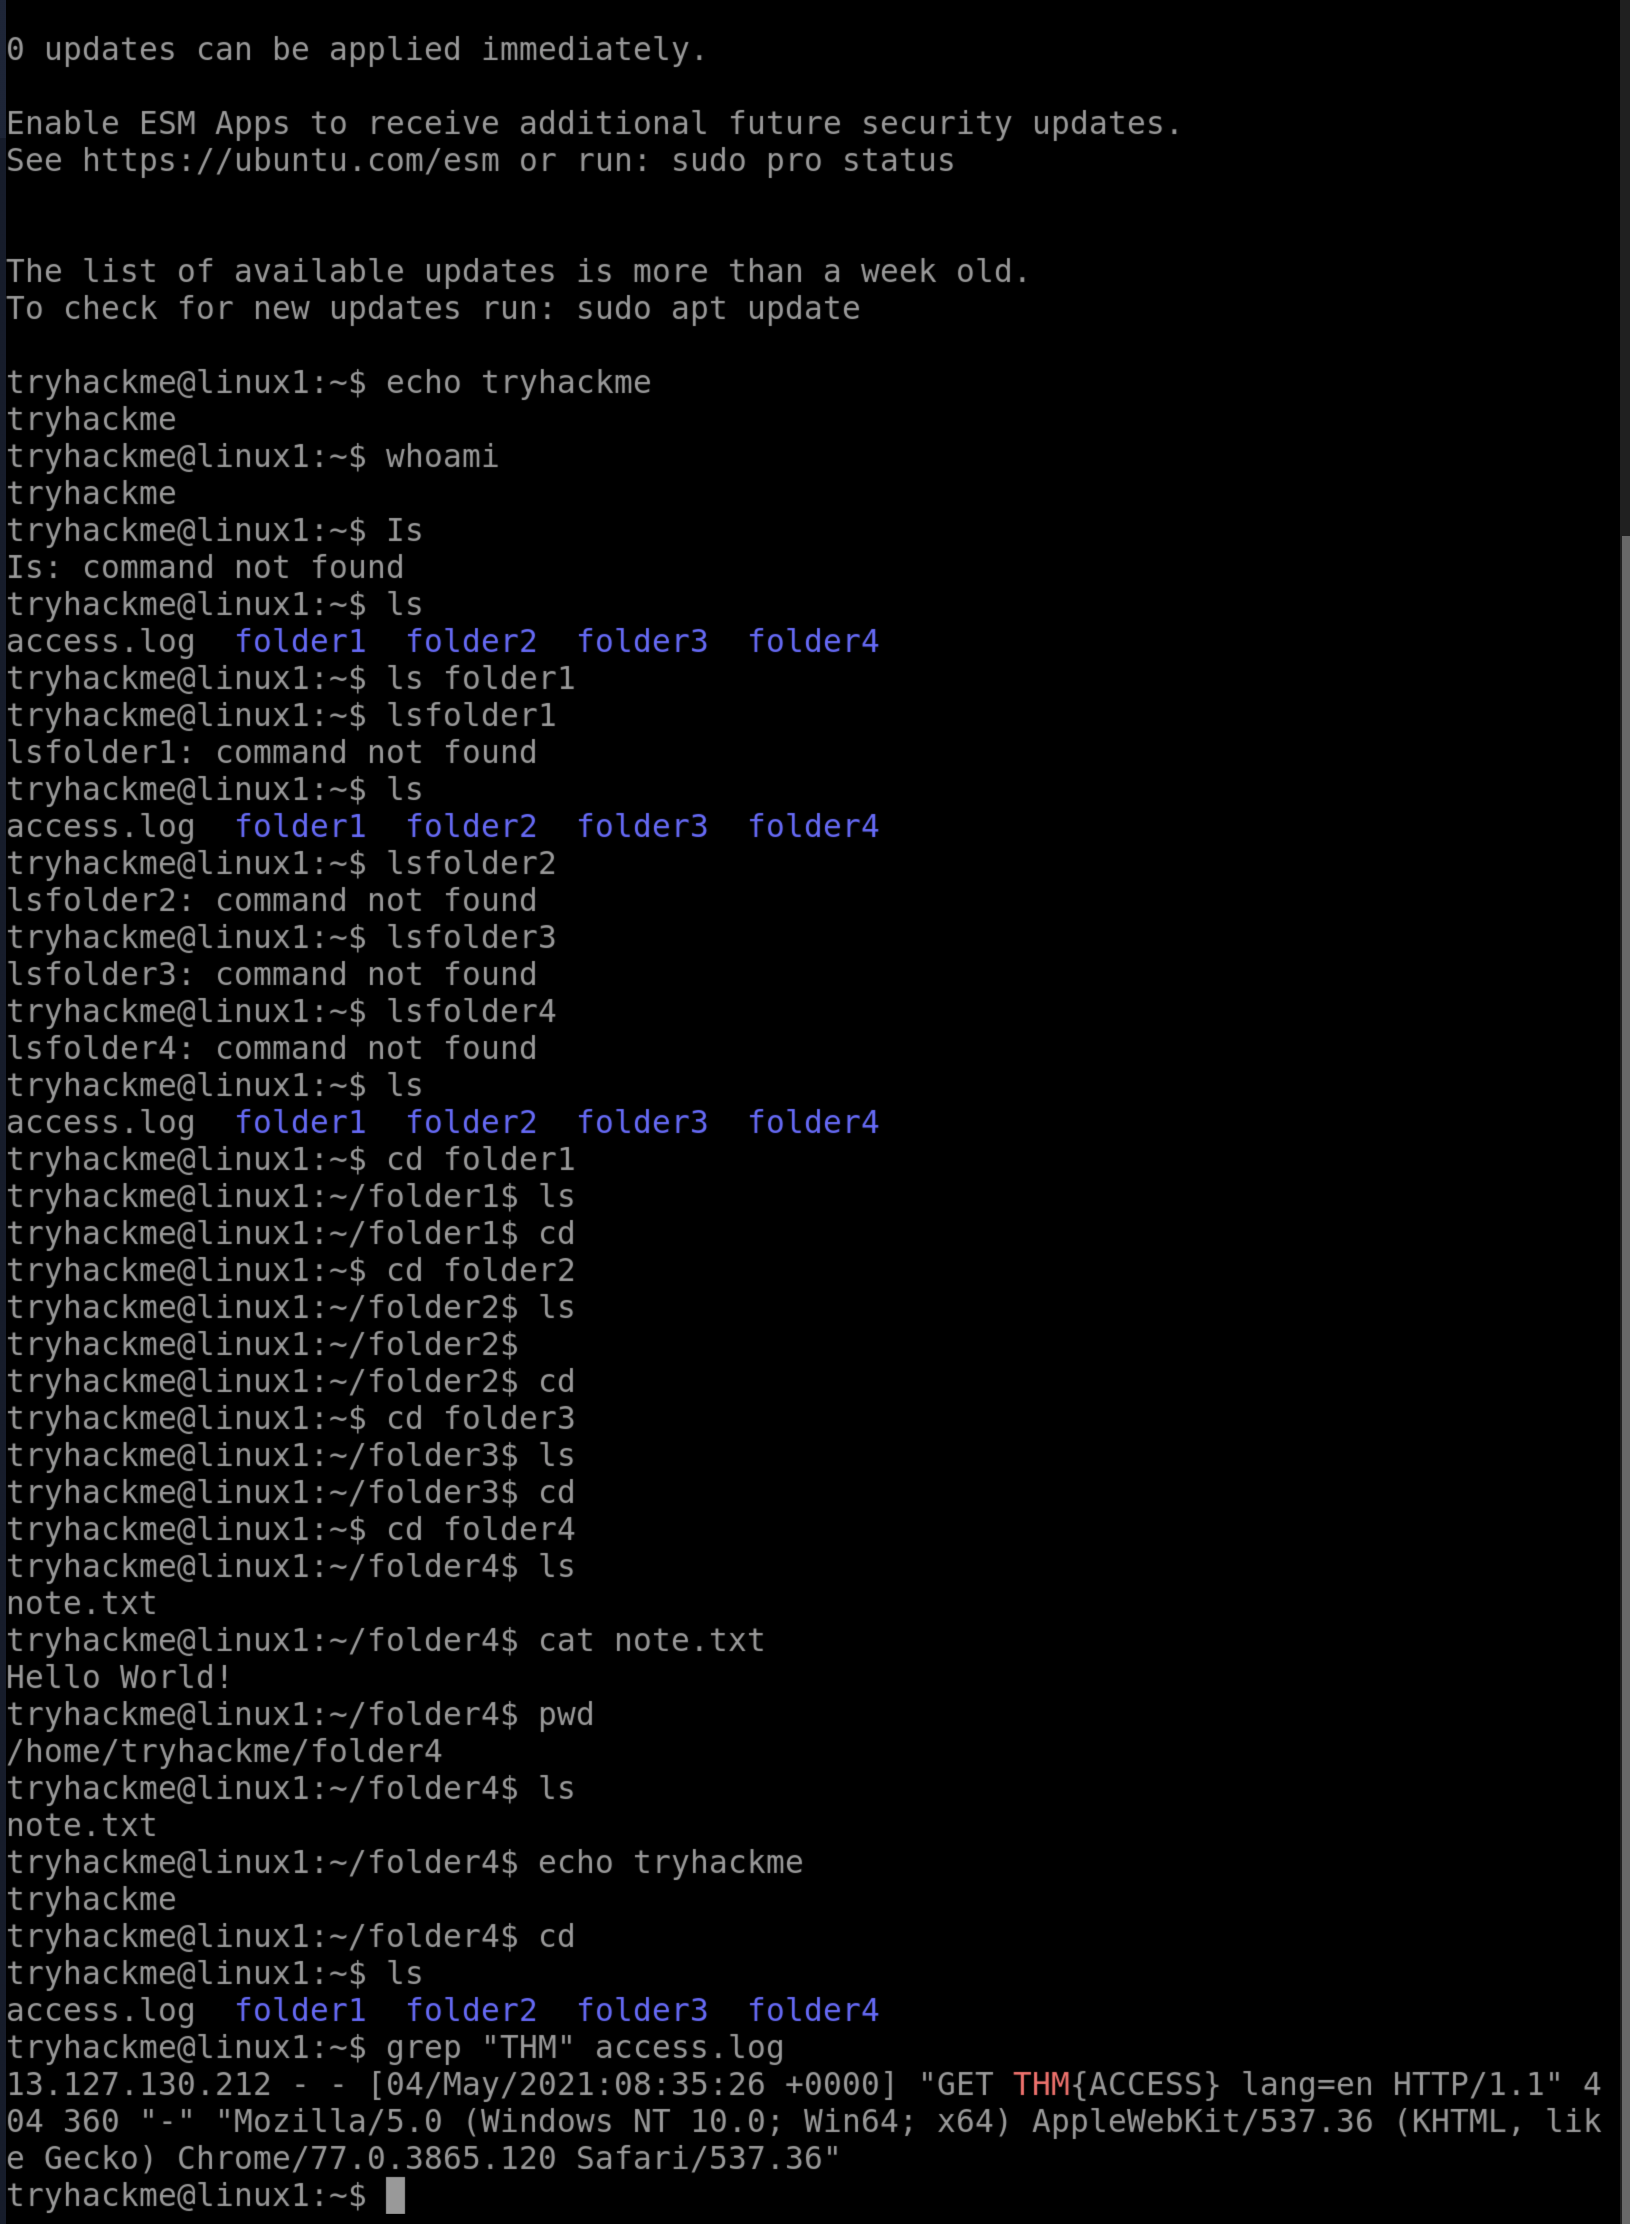 0 updates can be applied immediately.
Enable ESM Apps to receive additional future security updates.
See https://ubuntu.com/esm or run: sudo pro status
The list of available updates is more than a week old.
To check for new updates run: sudo apt update
tryhackme@linux1:~$ echo tryhackme
tryhackme
tryhackme@linux1:~$ whoami
tryhackme
tryhackme@linux1:~$ Is
Is: command not found
tryhackme@linux1:~$ ls
access.log  folder1  folder2  folder3  folder4
tryhackme@linux1:~$ ls folder1
tryhackme@linux1:~$ lsfolder1
lsfolder1: command not found
tryhackme@linux1:~$ ls
access.log  folder1  folder2  folder3  folder4
tryhackme@linux1:~$ lsfolder2
lsfolder2: command not found
tryhackme@linux1:~$ lsfolder3
lsfolder3: command not found
tryhackme@linux1:~$ lsfolder4
lsfolder4: command not found
tryhackme@linux1:~$ ls
access.log  folder1  folder2  folder3  folder4
tryhackme@linux1:~$ cd folder1
tryhackme@linux1:~/folder1$ ls
tryhackme@linux1:~/folder1$ cd
tryhackme@linux1:~$ cd folder2
tryhackme@linux1:~/folder2$ ls
tryhackme@linux1:~/folder2$
tryhackme@linux1:~/folder2$ cd
tryhackme@linux1:~$ cd folder3
tryhackme@linux1:~/folder3$ ls
tryhackme@linux1:~/folder3$ cd
tryhackme@linux1:~$ cd folder4
tryhackme@linux1:~/folder4$ ls
note.txt
tryhackme@linux1:~/folder4$ cat note.txt
Hello World!
tryhackme@linux1:~/folder4$ pwd
/home/tryhackme/folder4
tryhackme@linux1:~/folder4$ ls
note.txt
tryhackme@linux1:~/folder4$ echo tryhackme
tryhackme
tryhackme@linux1:~/folder4$ cd
tryhackme@linux1:~$ ls
access.log  folder1  folder2  folder3  folder4
tryhackme@linux1:~$ grep "THM" access.log
13.127.130.212 - - [04/May/2021:08:35:26 +0000] "GET THM{ACCESS} lang=en HTTP/1.1" 4
04 360 "-" "Mozilla/5.0 (Windows NT 10.0; Win64; x64) AppleWebKit/537.36 (KHTML, lik
e Gecko) Chrome/77.0.3865.120 Safari/537.36"
tryhackme@linux1:~$